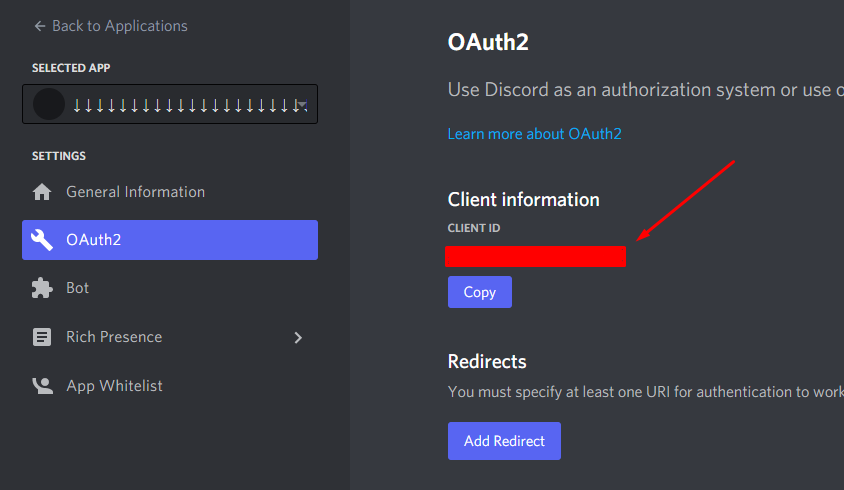 ← Back to Applications
SELECTED APP
↓↓↓↓↓↓↓↓↓↓↓↓↓↓↓↓↓↓↓↓
SETTINGS
General Information
OAuth2
Bot
Rich Presence
App Whitelist
OAuth2
Use Discord as an authorization system or use
Learn more about OAuth2
Client information
CLIENT ID
Copy
Redirects
You must specify at least one URI for authentication to work
Add Redirect